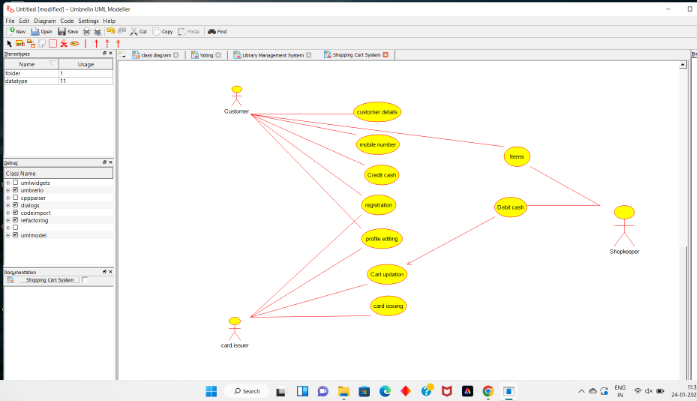 Untitled [modified] - Umbrello UML Modeller
File Edit Diagram Code Settings Help
New Open Save Cut Copy Paste Find
Stereotypes
Name Usage
folder 1
datatype 11
Debug
Class Name
umlwidgets
umbrello
cppparser
dialogs
codeimport
refactoring
umlmodel
Documentation
Shopping Cart System
class diagram Voting Library Management System Shopping Cart System
Customer
customer details
mobile number
Credit cash
registration
profile editing
Cart updation
card issuing
card issuer
Items
Debit cash
Shopkeeper
Search
ENG
IN
24-01-202